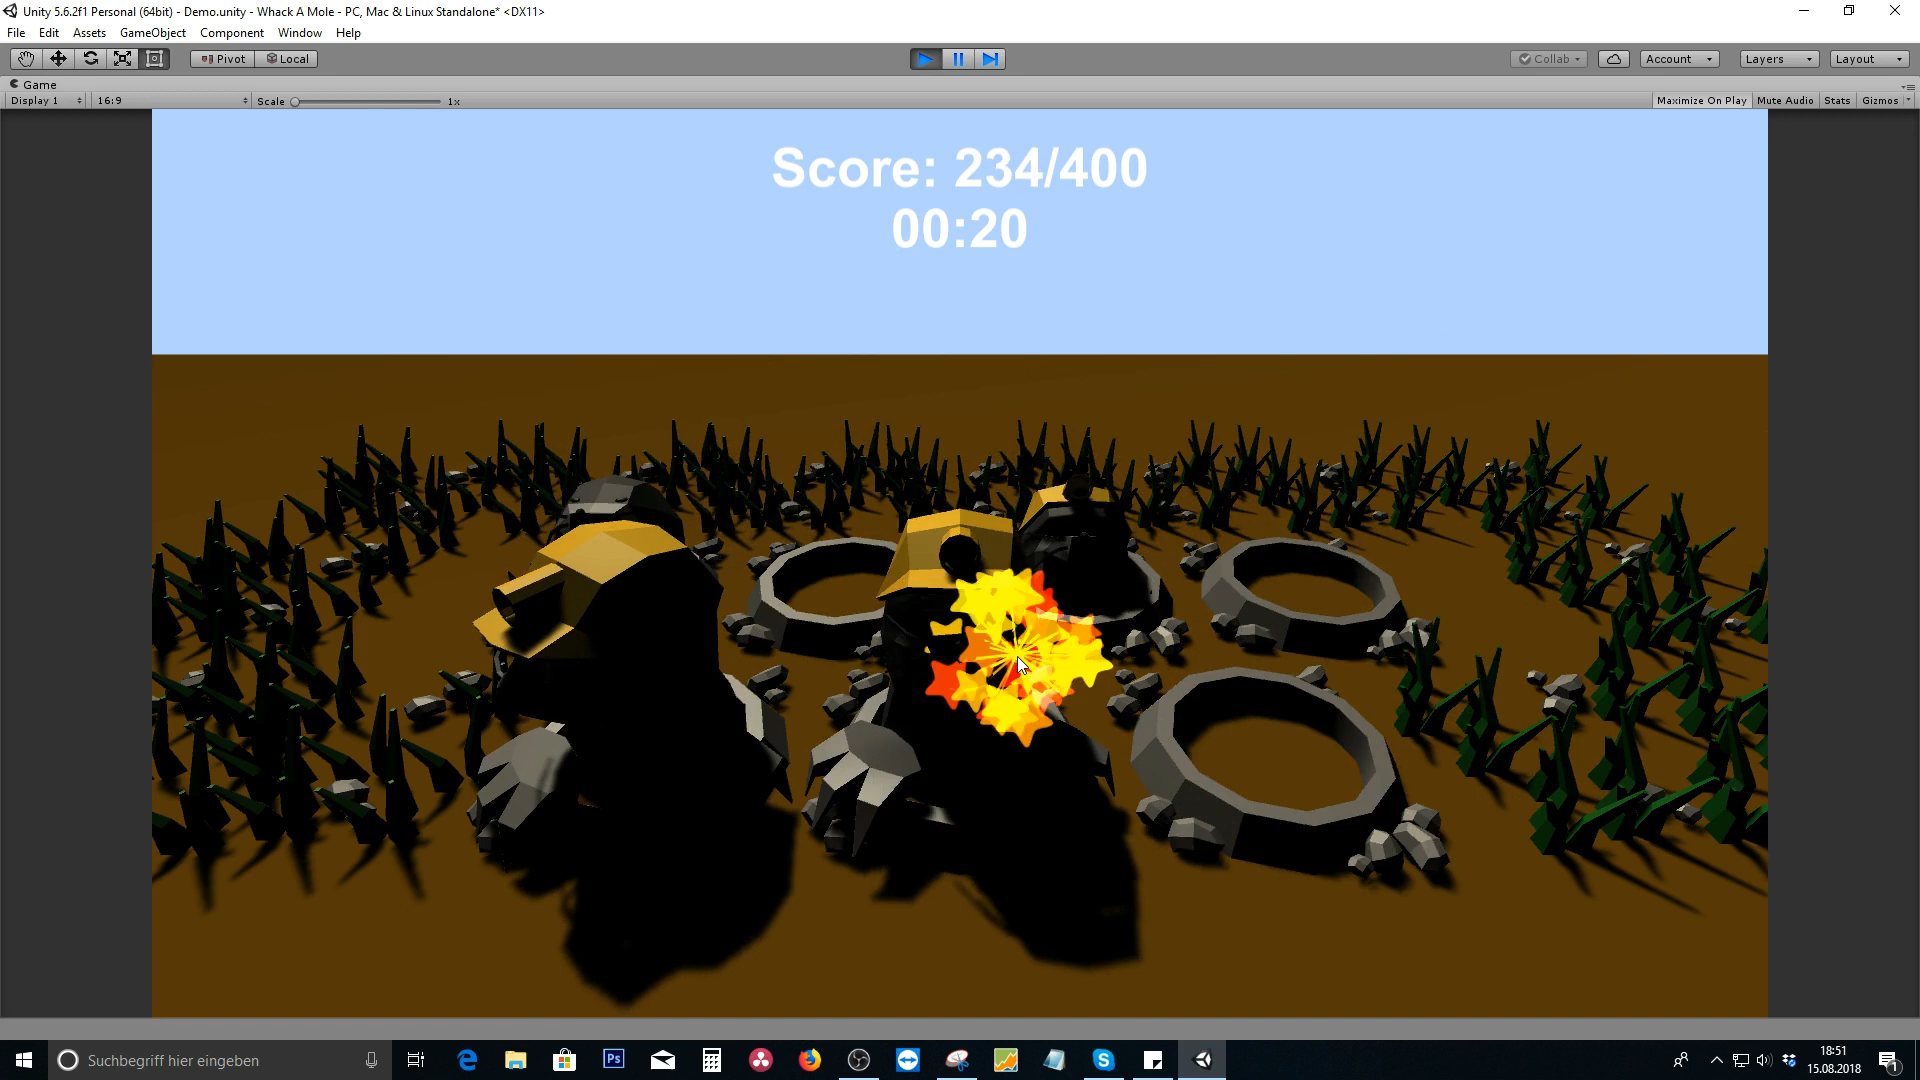 Unity 5.6.2f1 Personal (64bit) - Demo.unity - Whack A Mole - PC, Mac & Linux Standalone* <DX11>
File Edit Assets GameObject Component Window Help
Pivot Local Collab Account Layers Layout
Game
Display 1 16:9 Scale 1x Maximize On Play Mute Audio Stats Gizmos
Score: 234/400
00:20
Suchbegriff hier eingeben
Ps
18:51
15.08.2018
1